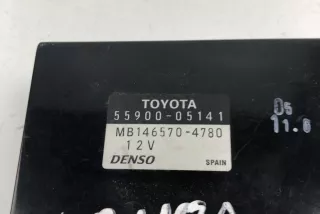 TOYOTA
55900-05141
MB146570-4780
12V
DENSO SPAIN
05
11.6